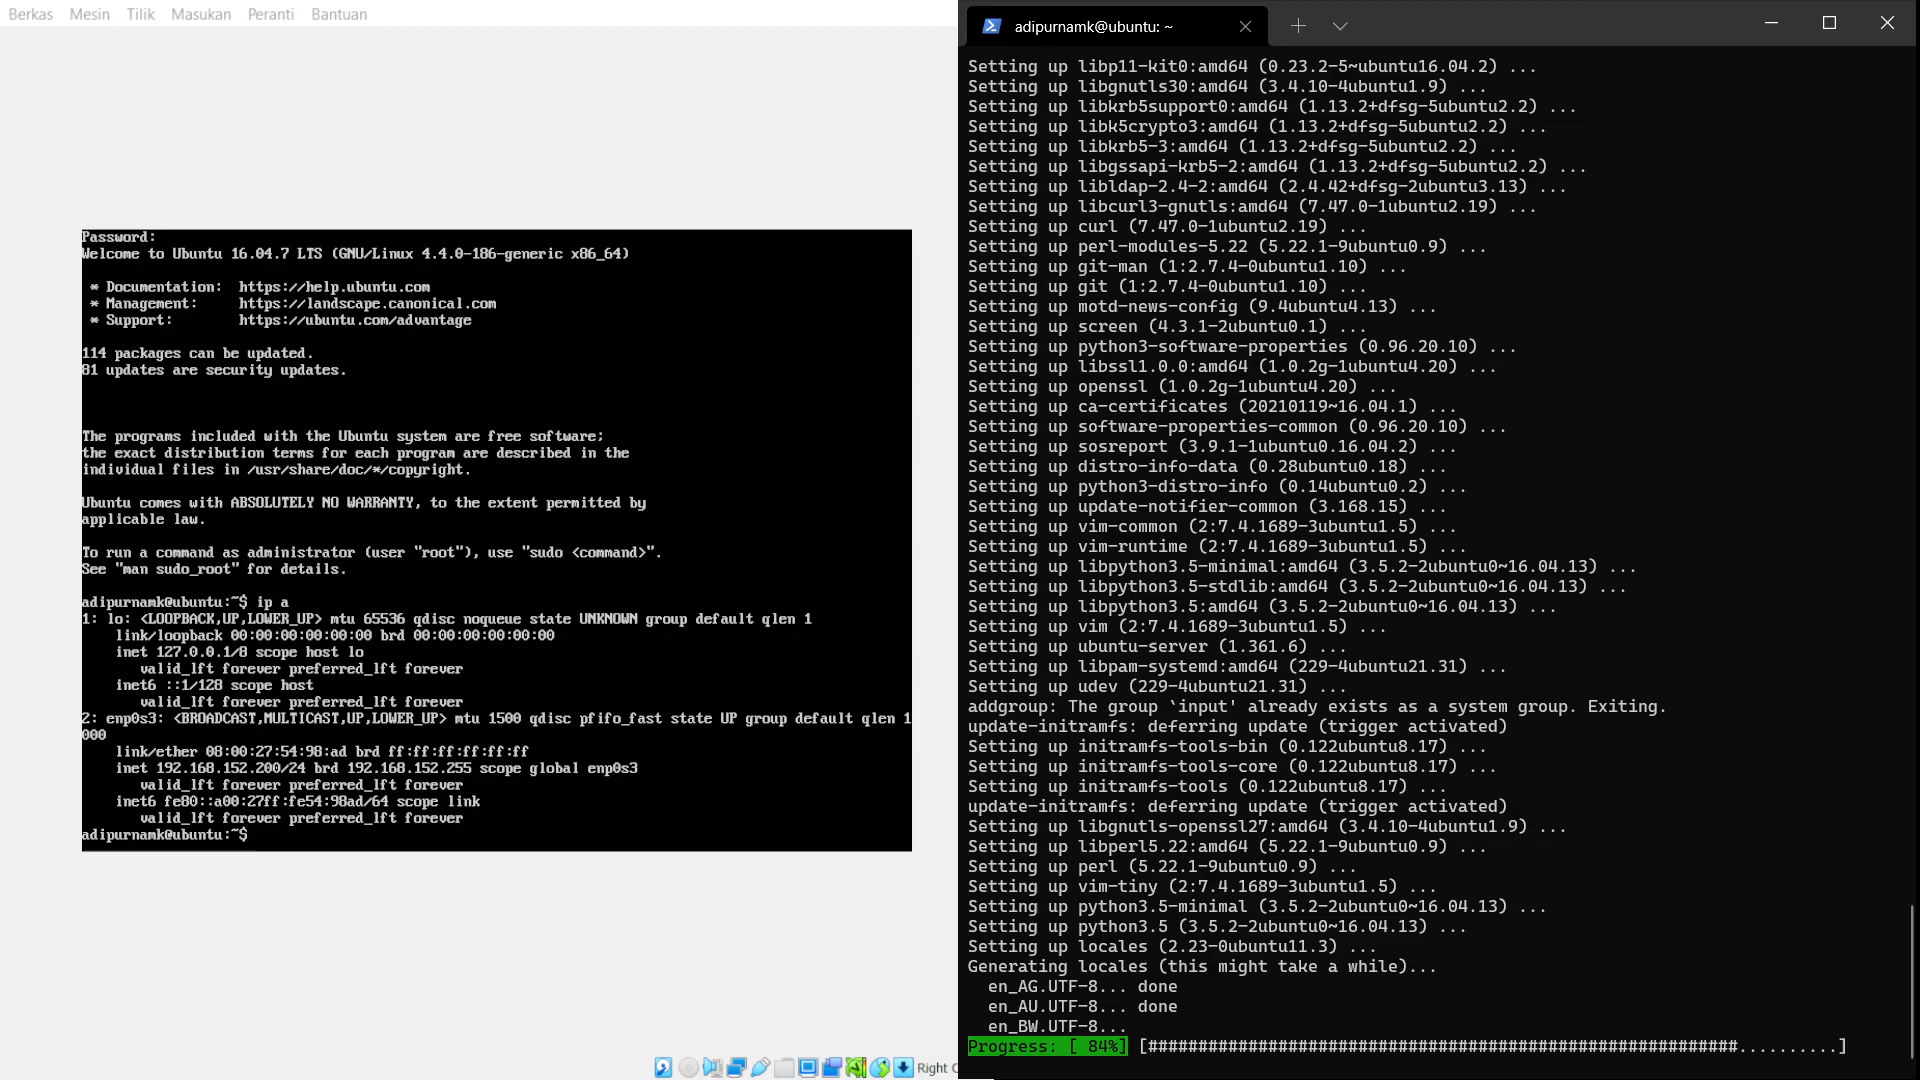 Berkas Mesin Tilik Masukan Peranti Bantuan
Password:
Welcome to Ubuntu 16.04.7 LTS (GNU/Linux 4.4.0-186-generic x86_64)
* Documentation: https://help.ubuntu.com
* Management: https://landscape.canonical.com
* Support: https://ubuntu.com/advantage
114 packages can be updated.
81 updates are security updates.
The programs included with the Ubuntu system are free software;
the exact distribution terms for each program are described in the
individual files in /usr/share/doc/*/copyright.
Ubuntu comes with ABSOLUTELY NO WARRANTY, to the extent permitted by
applicable law.
To run a command as administrator (user "root"), use "sudo <command>".
See "man sudo_root" for details.
adipurnamk@ubuntu:~$ ip a
1: lo: <LOOPBACK,UP,LOWER_UP> mtu 65536 qdisc noqueue state UNKNOWN group default qlen 1
link/loopback 00:00:00:00:00:00 brd 00:00:00:00:00:00
inet 127.0.0.1/8 scope host lo
valid_lft forever preferred_lft forever
inet6 ::1/128 scope host
valid_lft forever preferred_lft forever
2: enp0s3: <BROADCAST,MULTICAST,UP,LOWER_UP> mtu 1500 qdisc pfifo_fast state UP group default qlen 1
000
link/ether 08:00:27:54:98:ad brd ff:ff:ff:ff:ff:ff
inet 192.168.152.200/24 brd 192.168.152.255 scope global enp0s3
valid_lft forever preferred_lft forever
inet6 fe80::a00:27ff:fe54:98ad/64 scope link
valid_lft forever preferred_lft forever
adipurnamk@ubuntu:~$
Right C
adipurnamk@ubuntu: ~
Setting up libp11-kit0:amd64 (0.23.2-5~ubuntu16.04.2) ...
Setting up libgnutls30:amd64 (3.4.10-4ubuntu1.9) ...
Setting up libkrb5support0:amd64 (1.13.2+dfsg-5ubuntu2.2) ...
Setting up libk5crypto3:amd64 (1.13.2+dfsg-5ubuntu2.2) ...
Setting up libkrb5-3:amd64 (1.13.2+dfsg-5ubuntu2.2) ...
Setting up libgssapi-krb5-2:amd64 (1.13.2+dfsg-5ubuntu2.2) ...
Setting up libldap-2.4-2:amd64 (2.4.42+dfsg-2ubuntu3.13) ...
Setting up libcurl3-gnutls:amd64 (7.47.0-1ubuntu2.19) ...
Setting up curl (7.47.0-1ubuntu2.19) ...
Setting up perl-modules-5.22 (5.22.1-9ubuntu0.9) ...
Setting up git-man (1:2.7.4-0ubuntu1.10) ...
Setting up git (1:2.7.4-0ubuntu1.10) ...
Setting up motd-news-config (9.4ubuntu4.13) ...
Setting up screen (4.3.1-2ubuntu0.1) ...
Setting up python3-software-properties (0.96.20.10) ...
Setting up libssl1.0.0:amd64 (1.0.2g-1ubuntu4.20) ...
Setting up openssl (1.0.2g-1ubuntu4.20) ...
Setting up ca-certificates (20210119~16.04.1) ...
Setting up software-properties-common (0.96.20.10) ...
Setting up sosreport (3.9.1-1ubuntu0.16.04.2) ...
Setting up distro-info-data (0.28ubuntu0.18) ...
Setting up python3-distro-info (0.14ubuntu0.2) ...
Setting up update-notifier-common (3.168.15) ...
Setting up vim-common (2:7.4.1689-3ubuntu1.5) ...
Setting up vim-runtime (2:7.4.1689-3ubuntu1.5) ...
Setting up libpython3.5-minimal:amd64 (3.5.2-2ubuntu0~16.04.13) ...
Setting up libpython3.5-stdlib:amd64 (3.5.2-2ubuntu0~16.04.13) ...
Setting up libpython3.5:amd64 (3.5.2-2ubuntu0~16.04.13) ...
Setting up vim (2:7.4.1689-3ubuntu1.5) ...
Setting up ubuntu-server (1.361.6) ...
Setting up libpam-systemd:amd64 (229-4ubuntu21.31) ...
Setting up udev (229-4ubuntu21.31) ...
addgroup: The group `input' already exists as a system group. Exiting.
update-initramfs: deferring update (trigger activated)
Setting up initramfs-tools-bin (0.122ubuntu8.17) ...
Setting up initramfs-tools-core (0.122ubuntu8.17) ...
Setting up initramfs-tools (0.122ubuntu8.17) ...
update-initramfs: deferring update (trigger activated)
Setting up libgnutls-openssl27:amd64 (3.4.10-4ubuntu1.9) ...
Setting up libperl5.22:amd64 (5.22.1-9ubuntu0.9) ...
Setting up perl (5.22.1-9ubuntu0.9) ...
Setting up vim-tiny (2:7.4.1689-3ubuntu1.5) ...
Setting up python3.5-minimal (3.5.2-2ubuntu0~16.04.13) ...
Setting up python3.5 (3.5.2-2ubuntu0~16.04.13) ...
Setting up locales (2.23-0ubuntu11.3) ...
Generating locales (this might take a while)...
en_AG.UTF-8... done
en_AU.UTF-8... done
en_BW.UTF-8...
Progress: [ 84%] [###########################################################..........]